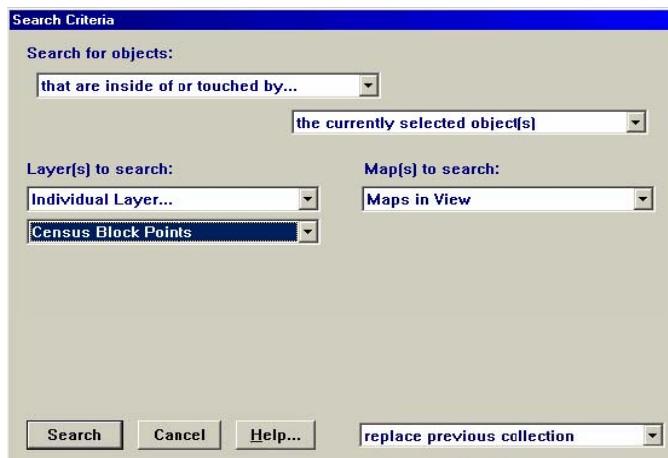 Search Criteria
Search for objects:
that are inside of or touched by...
the currently selected object(s)
Layer(s) to search:
Map(s) to search:
Individual Layer...
Maps in View
Census Block Points
Search
Cancel
Help...
replace previous collection